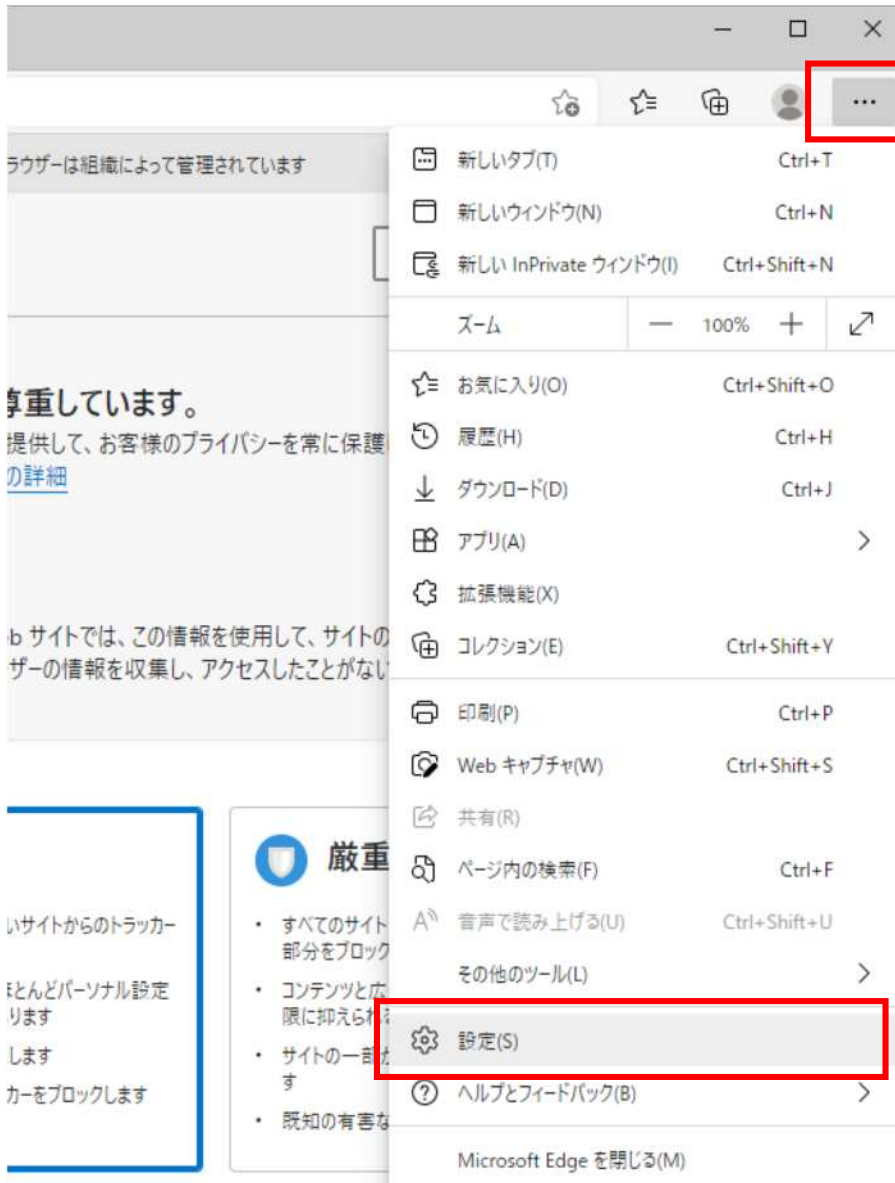 ラウザーは組織によって管理されています
尊重しています。
提供して、お客様のプライバシーを常に保護
の詳細
eb サイトでは、この情報を使用して、サイトの
ザーの情報を収集し、アクセスしたことがない
いサイトからのトラッカー
ほとんどパーソナル設定
ります
します
カーをブロックします
厳重
• すべてのサイト
部分をブロック
• コンテンツと広
限に抑えられる
• サイトの一部が
す
• 既知の有害な
新しいタブ(T) Ctrl+T
新しいウィンドウ(N) Ctrl+N
新しい InPrivate ウィンドウ(I) Ctrl+Shift+N
ズーム — 100% +
お気に入り(O) Ctrl+Shift+O
履歴(H) Ctrl+H
ダウンロード(D) Ctrl+J
アプリ(A)
拡張機能(X)
コレクション(E) Ctrl+Shift+Y
印刷(P) Ctrl+P
Web キャプチャ(W) Ctrl+Shift+S
共有(R)
ページ内の検索(F) Ctrl+F
音声で読み上げる(U) Ctrl+Shift+U
その他のツール(L)
設定(S)
ヘルプとフィードバック(B)
Microsoft Edge を閉じる(M)